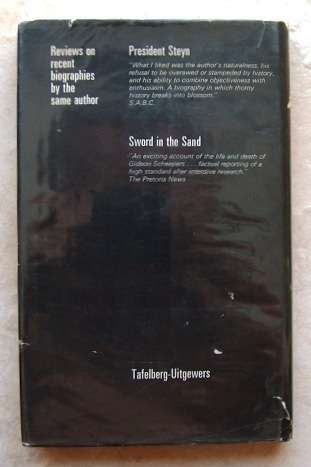 Reviews on
recent
biographies
by the
same author
President Steyn
"What I liked was the author's naturalness, his
refusal to be overawed or stampeded by history,
and his ability to combine objectiveness with
enthusiasm. A biography in which thorny
history breaks into blossom."
S.A.B.C.
Sword in the Sand
"An exciting account of the life and death of
Gideon Scheepers . . . . factual reporting of a
high standard after intensive research."
The Pretoria News
Tafelberg-Uitgewers